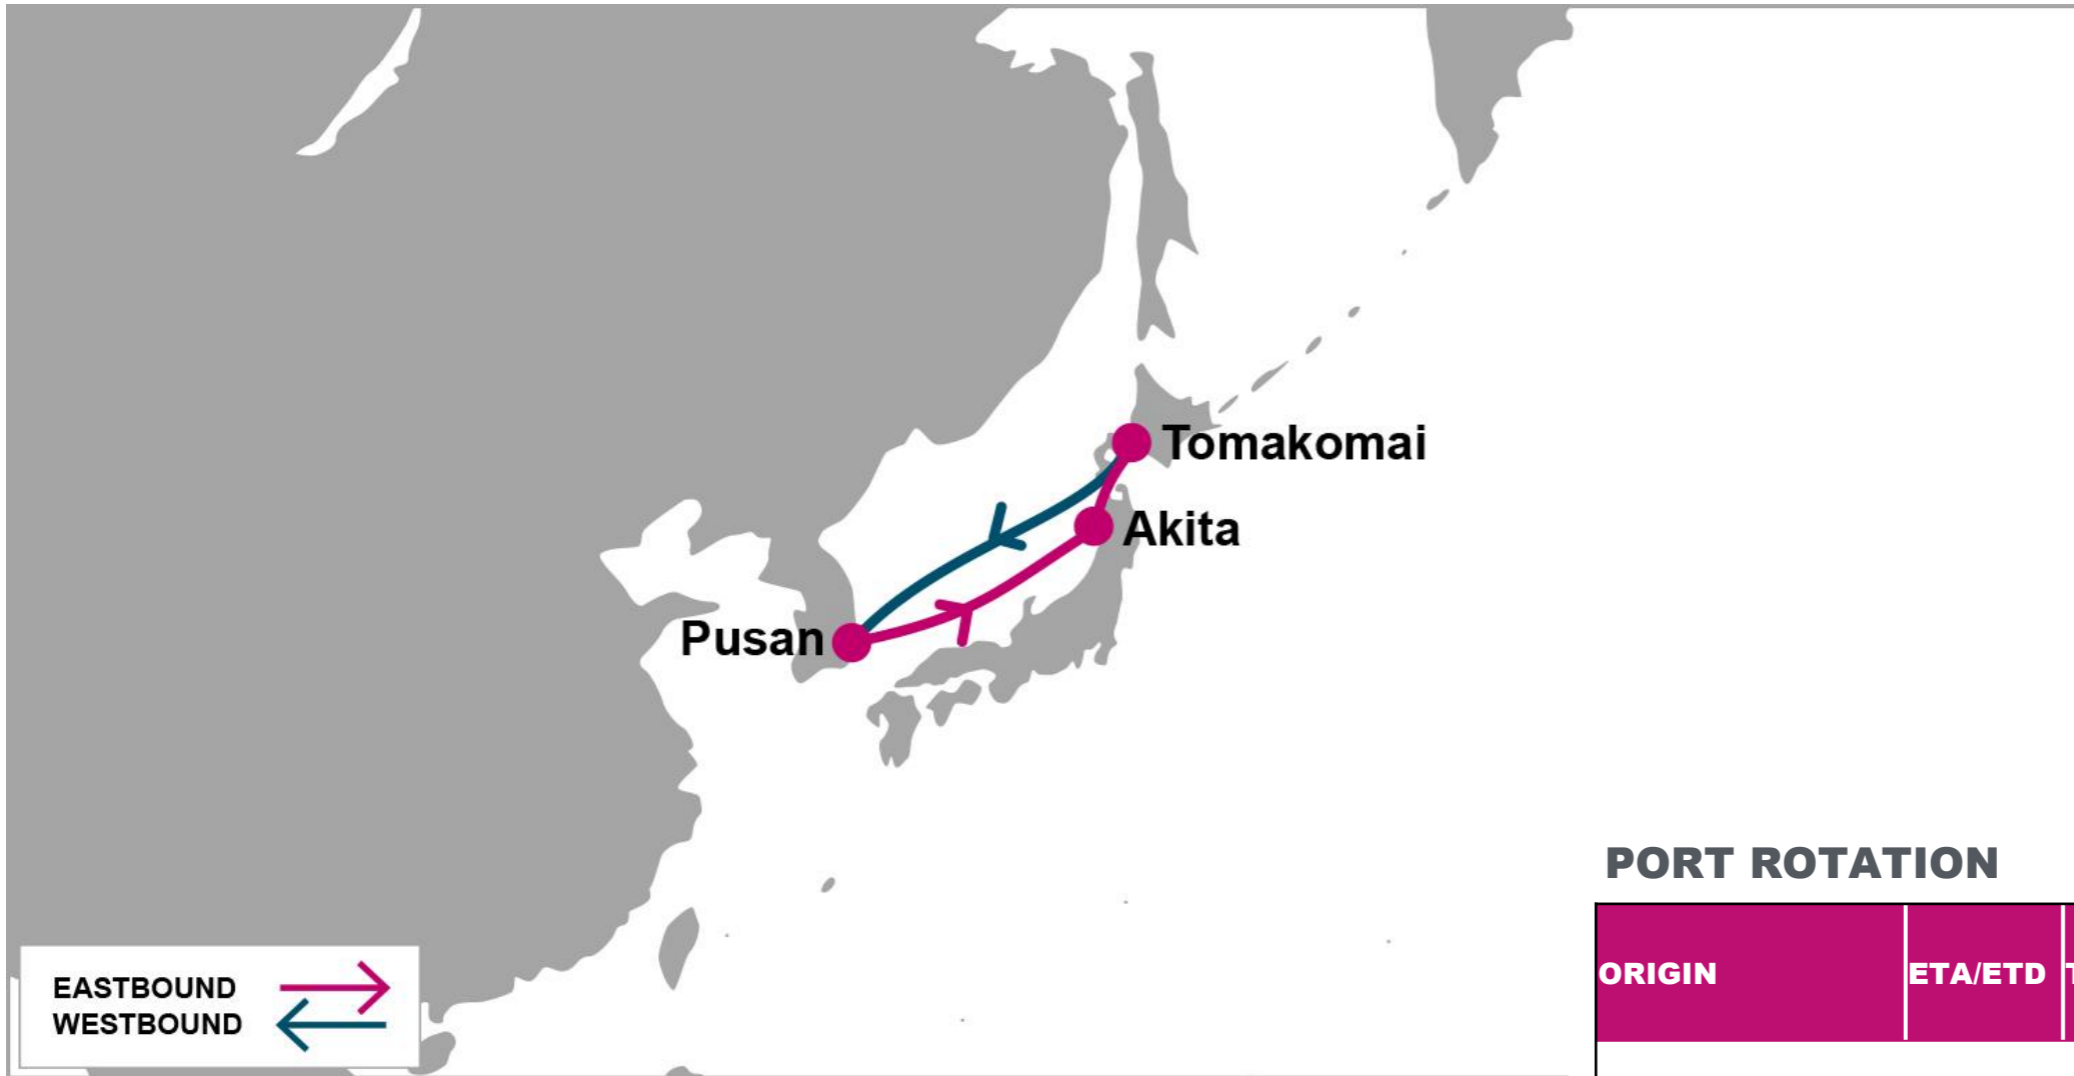 Tomakomai
Akita
Pusan
PORT ROTATION
ORIGIN
ETA/ETD
EASTBOUND
WESTBOUND